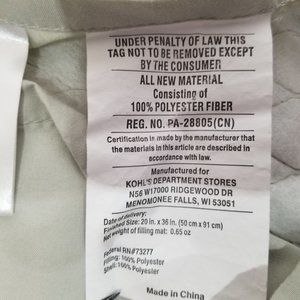 UNDER PENALTY OF LAW THIS
TAG NOT TO BE REMOVED EXCEPT
BY THE CONSUMER
ALL NEW MATERIAL
Consisting of
100% POLYESTER FIBER
REG. NO. PA-28805(CN)
Certification is made by the manufacturer that
the materials in this article are described in
accordance with law.
Manufactured for
KOHL'S DEPARTMENT STORES
N56 W17000 RIDGEWOOD DR
MENOMONEE FALLS, WI 53051
Date of delivery:
Finished Size: 20 in. x 36 in. (50 cm x 91 cm)
Net weight of filling mat: 0.65 oz
Federal RN#73277
Filling: 100% Polyester
Shell: 100% Polyester
Made in China